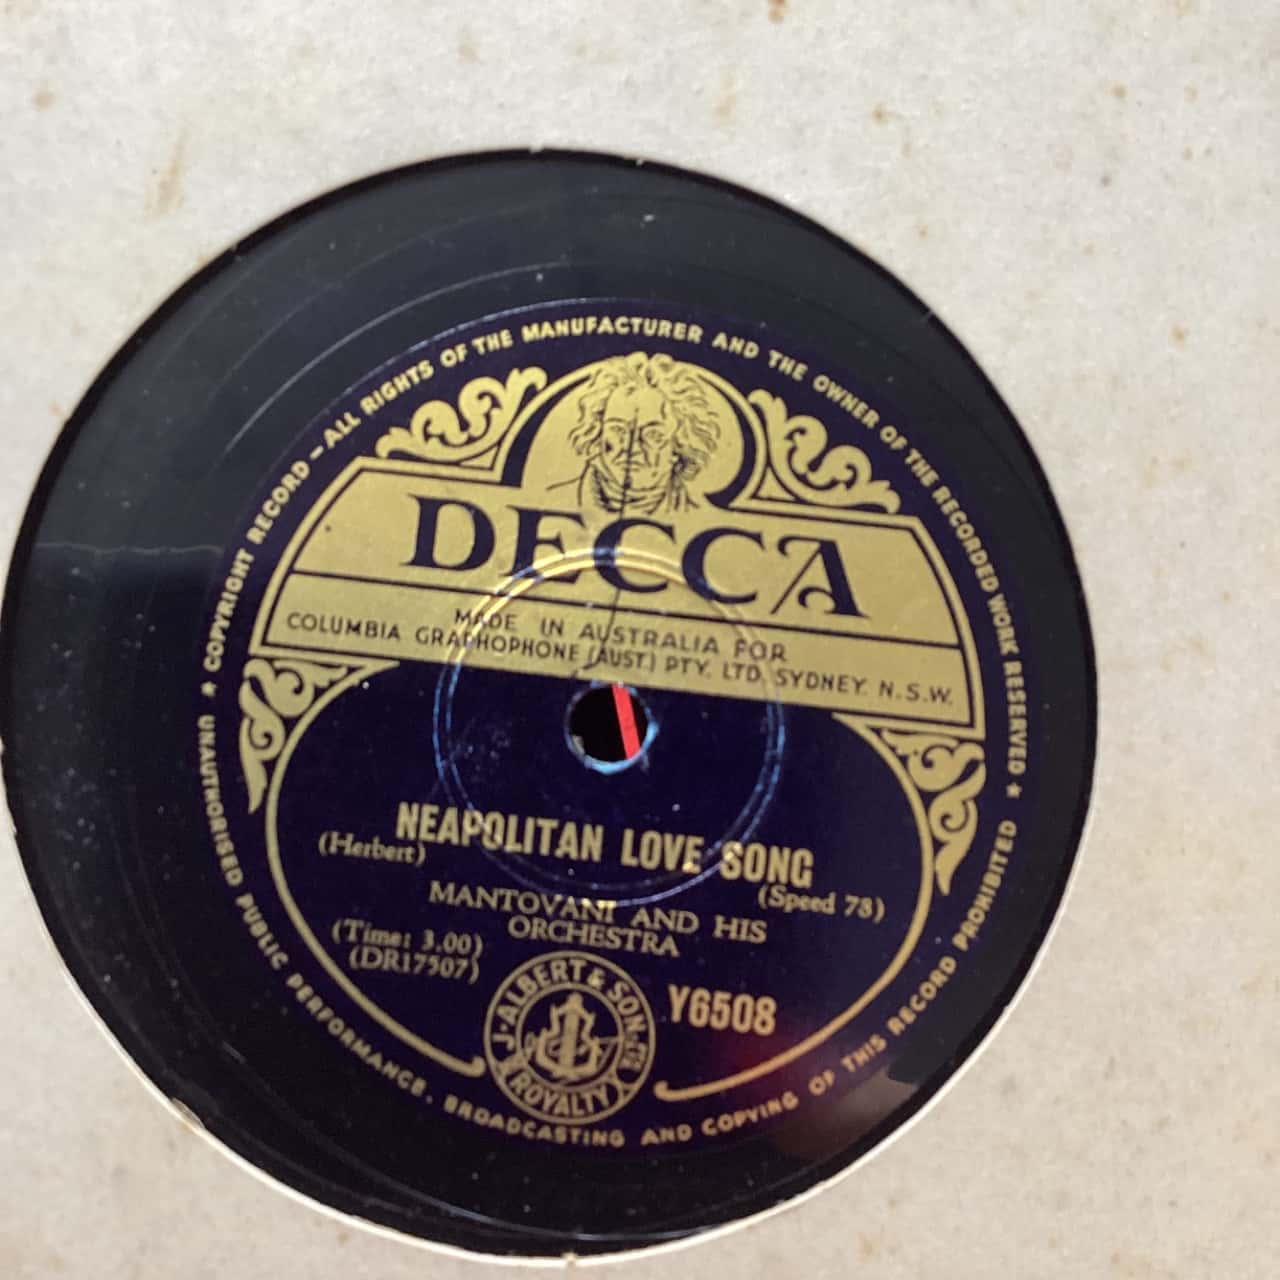 COPYRIGHT RECORD – ALL RIGHTS OF THE MANUFACTURER AND THE OWNER OF THE RECORDED WORK RESERVED ★
DECCA
MADE IN AUSTRALIA FOR
COLUMBIA GRAPHOPHONE (AUST.) PTY. LTD. SYDNEY. N.S.W.
NEAPOLITAN LOVE SONG
(Herbert)
(Speed 78)
MANTOVANI AND HIS
ORCHESTRA
(Time: 3.00)
(DR17507)
Y6508
J. ALBERT & SON PTY LTD
ROYALTY
★ UNAUTHORISED PUBLIC PERFORMANCE, BROADCASTING AND COPYING OF THIS RECORD PROHIBITED